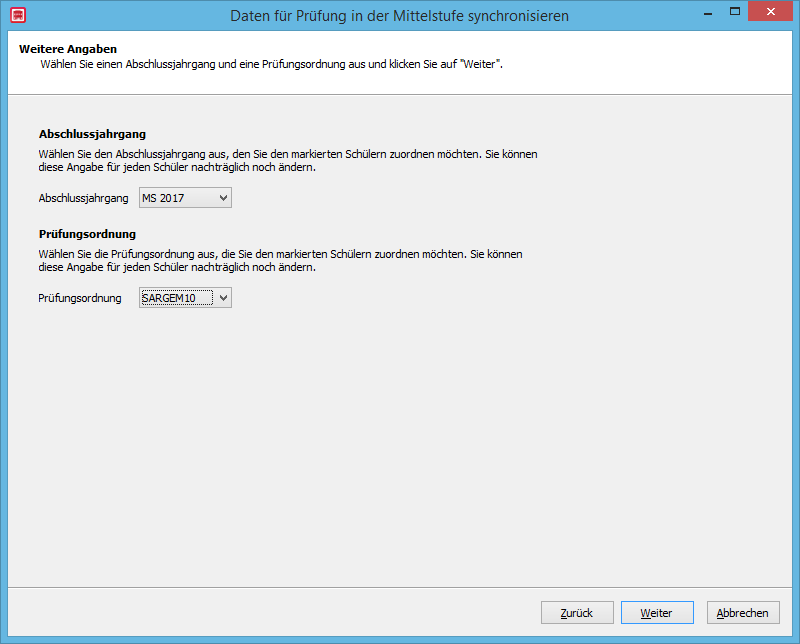 Daten für Prüfung in der Mittelstufe synchronisieren
Weitere Angaben
Wählen Sie einen Abschlussjahrgang und eine Prüfungsordnung aus und klicken Sie auf "Weiter".
Abschlussjahrgang
Wählen Sie den Abschlussjahrgang aus, den Sie den markierten Schülern zuordnen möchten. Sie können
diese Angabe für jeden Schüler nachträglich noch ändern.
Abschlussjahrgang MS 2017
Prüfungsordnung
Wählen Sie die Prüfungsordnung aus, die Sie den markierten Schülern zuordnen möchten. Sie können
diese Angabe für jeden Schüler nachträglich noch ändern.
Prüfungsordnung SARGEM10
Zurück Weiter Abbrechen